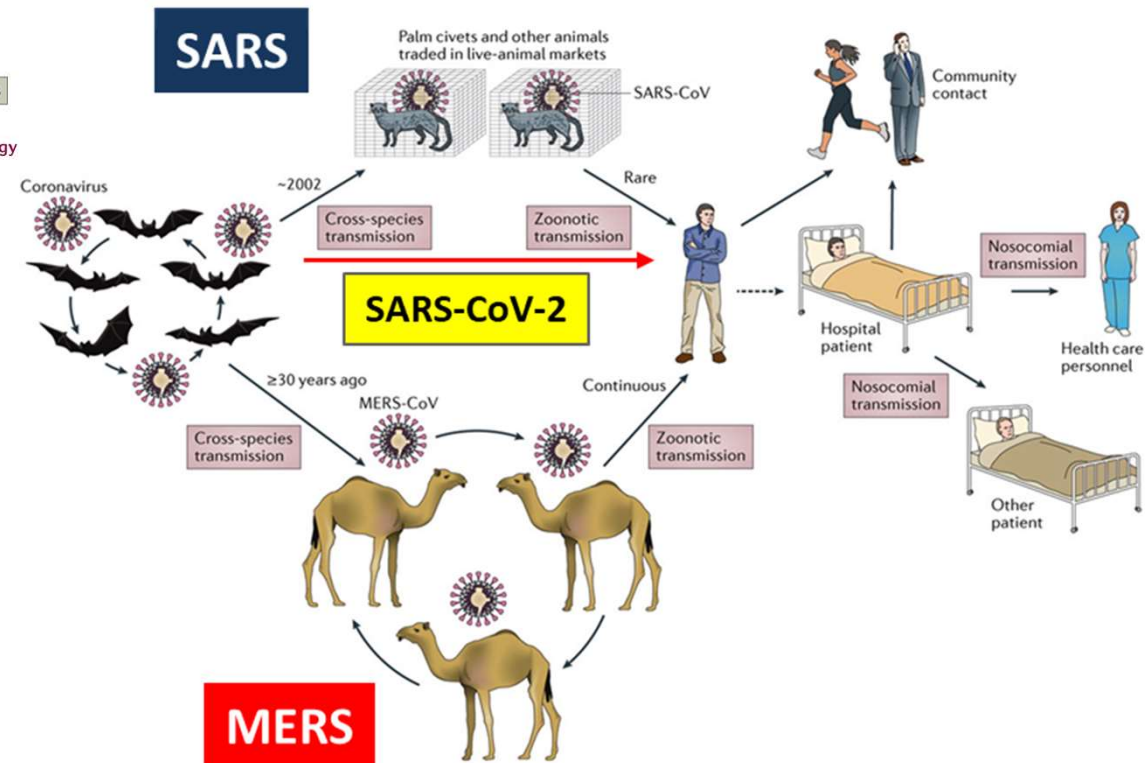 SARS
Palm civets and other animals
traded in live-animal markets
SARS-CoV
Community
contact
gy
Coronavirus
~2002
Rare
Cross-species
transmission
Zoonotic
transmission
Nosocomial
transmission
SARS-CoV-2
Hospital
patient
Health care
personnel
≥30 years ago
MERS-CoV
Continuous
Nosocomial
transmission
Cross-species
transmission
Zoonotic
transmission
Other
patient
MERS